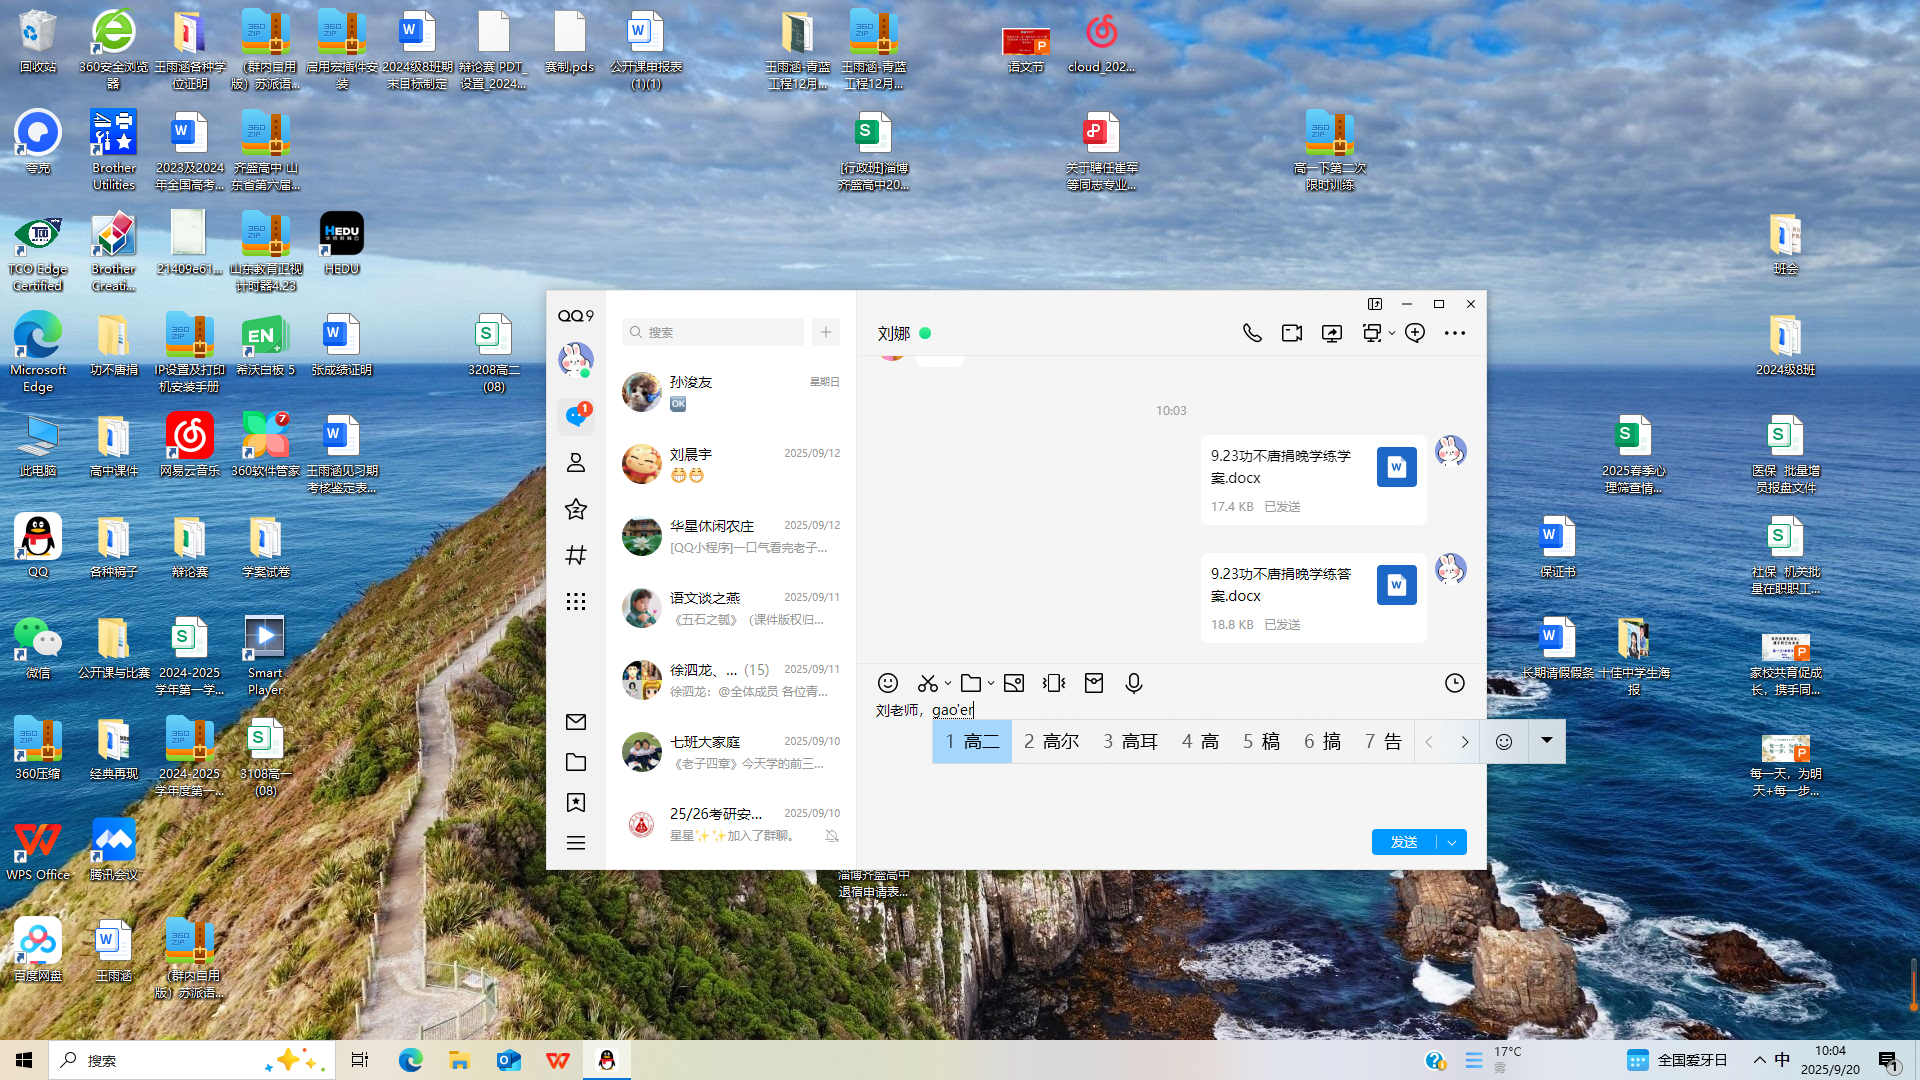 回收站
360安全浏览
器
王雨涵各种学
位证明
(群内自用
版）苏派语...
启用宏插件安
装
2024级8班期
末目标制定
辩论赛 PDT_
设置_2024...
赛制.pds
公开课申报表
(1)(1)
王雨涵-青蓝
工程12月...
王雨涵-青蓝
工程12月...
语文节
cloud_202...
夸克
Brother
Utilities
2023及2024
年全国高考...
齐盛高中 山
东省第六届...
[行政班]淄博
齐盛高中20...
关于聘任崔军
等同志专业...
高一下第二次
限时训练
TCO Edge
Certified
Brother
Creati...
21409e61...
山东教育卫视
计时器4.23
HEDU
班会
Microsoft
Edge
功不唐捐
IP设置及打印
机安装手册
希沃白板 5
张成绩证明
3208高二
(08)
2024级8班
此电脑
高中课件
网易云音乐
360软件管家
王雨涵见习期
考核鉴定表...
2025春季心
理筛查情...
医保_批量增
员报盘文件
QQ
各种稿子
辩论赛
学案试卷
保证书
社保_机关批
量在职职工...
微信
公开课与比赛
2024-2025
学年第一学...
Smart
Player
长期请假假条
十佳中学生海
报
家校共育促成
长，携手同...
360压缩
经典再现
2024-2025
学年度第一...
3108高一
(08)
每一天，为明
天+每一步...
WPS Office
腾讯会议
淄博齐盛高中
退宿申请表...
百度网盘
王雨涵
(群内自用
版）苏派语...
QQ9
1
搜索
孙浚友
星期日
OK
刘晨宇
2025/09/12
华星休闲农庄
2025/09/12
[QQ小程序]一口气看完老子...
语文谈之燕
2025/09/11
《五石之瓠》（课件版权归...
徐泗龙、... (15)
2025/09/11
徐泗龙：@全体成员 各位青...
七班大家庭
2025/09/10
《老子四章》今天学的前三...
25/26考研安...
2025/09/10
星星✨✨加入了群聊。
刘娜
10:03
9.23功不唐捐晚学练学
案.docx
17.4 KB 已发送
9.23功不唐捐晚学练答
案.docx
18.8 KB 已发送
刘老师，gao'er
1 高二 2 高尔 3 高耳 4 高 5 稿 6 搞 7 告
发送
搜索
17°C
雾
全国爱牙日
中
10:04
2025/9/20
1